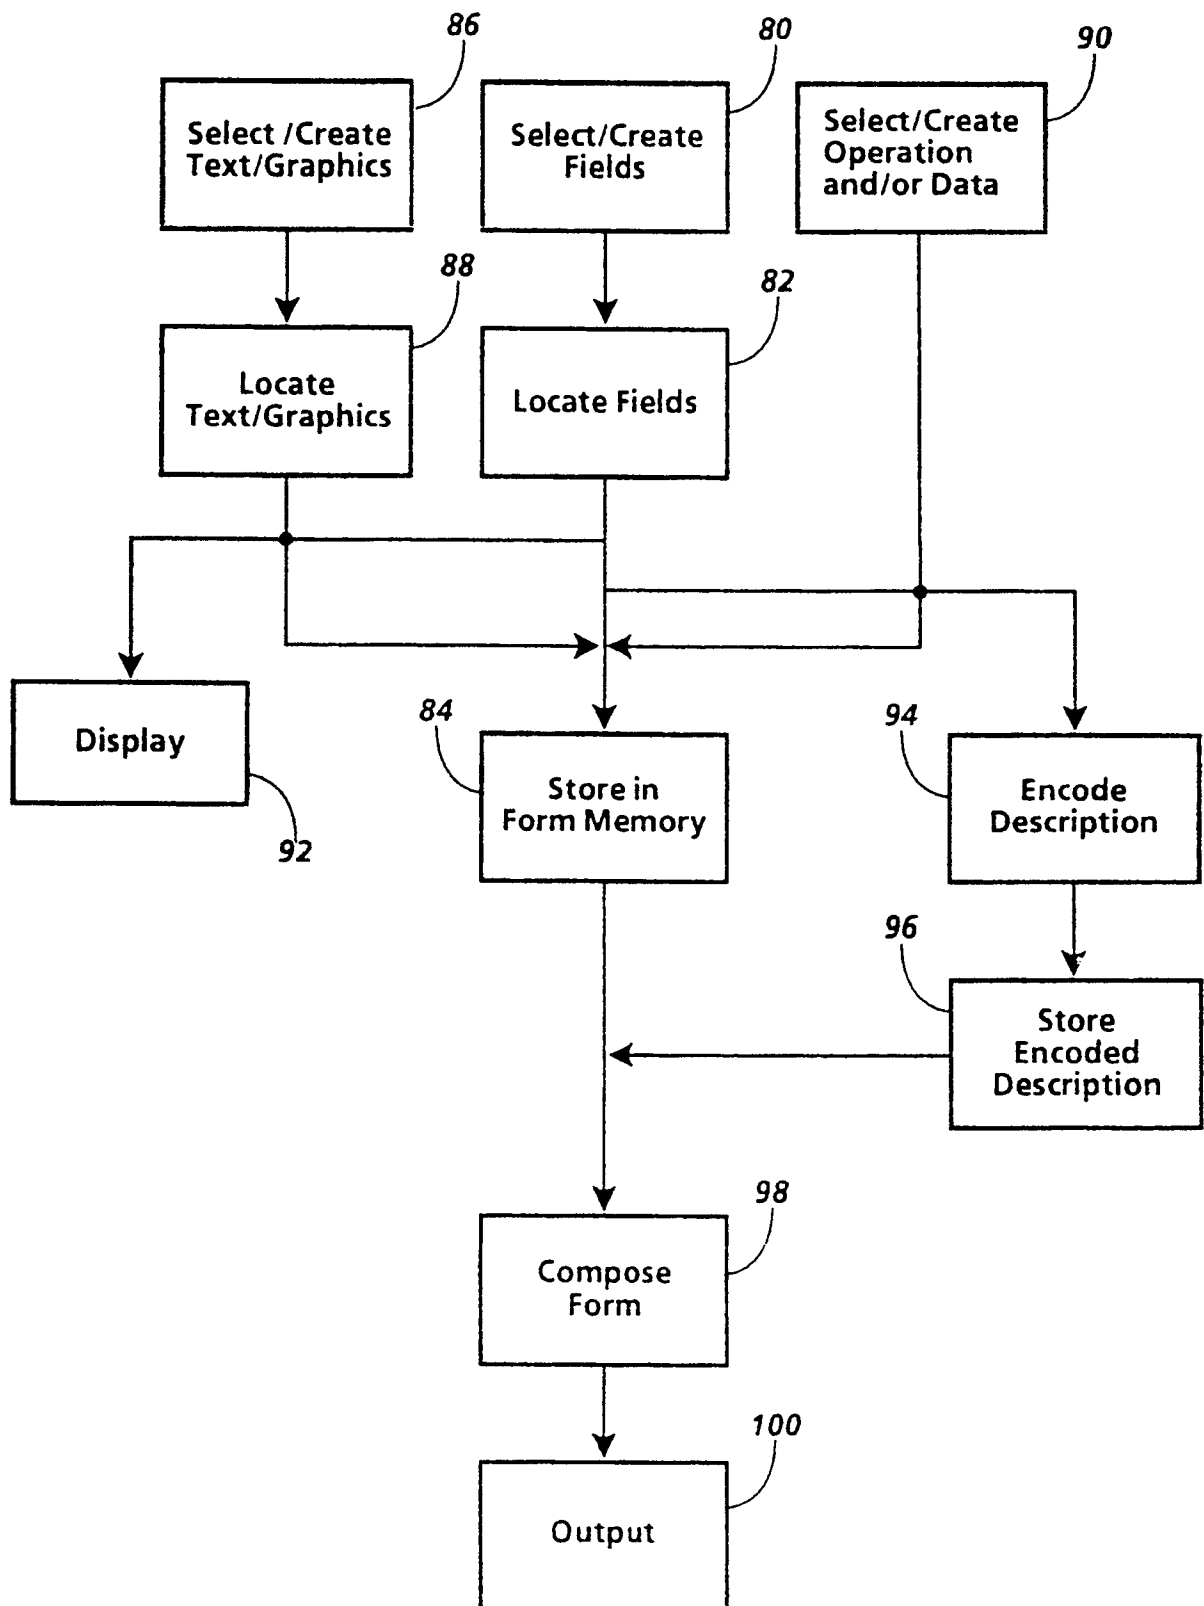 86
80
90
Select /Create
Text/Graphics
Select/Create
Fields
Select/Create
Operation
and/or Data
88
82
Locate
Text/Graphics
Locate Fields
Display
92
84
Store in
Form Memory
94
Encode
Description
96
Store
Encoded
Description
98
Compose
Form
100
Output